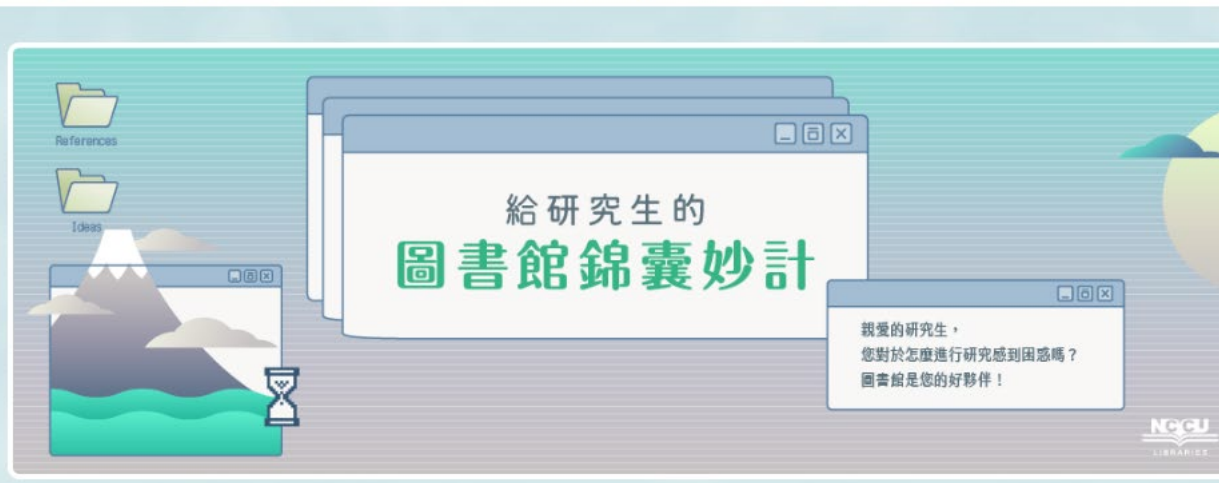 References
Ideas
給研究生的
圖書館錦囊妙計
親愛的研究生，
您對於怎麼進行研究感到困惑嗎？
圖書館是您的好夥伴！
NCCU
LIBRARIES